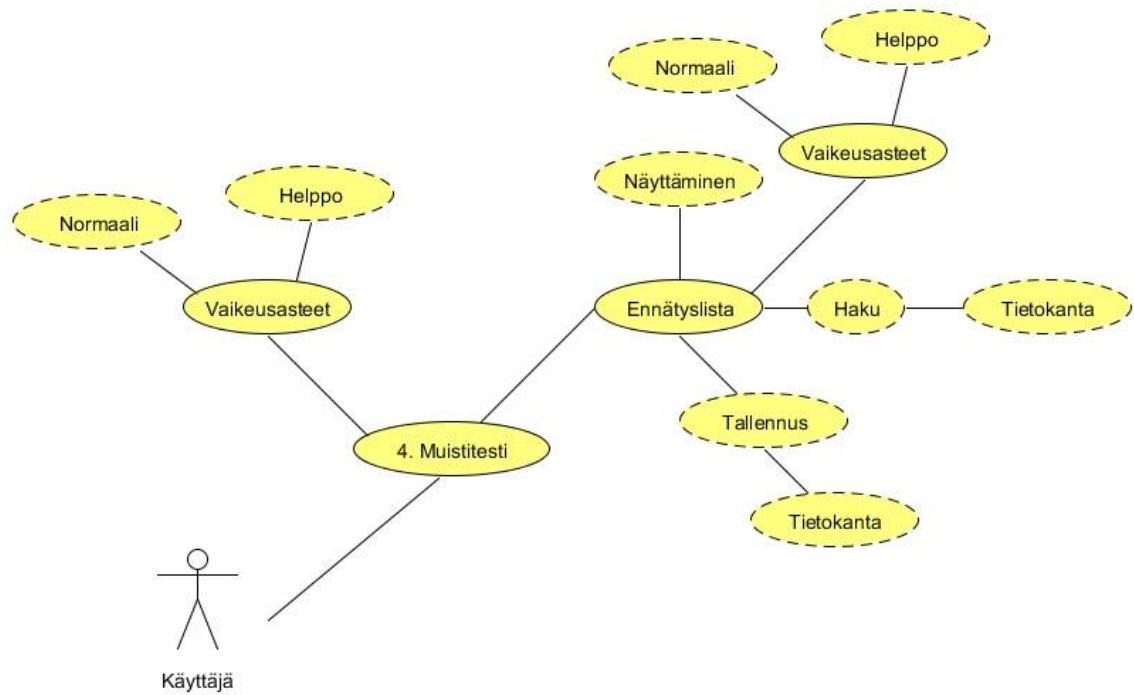 Helppo
Normaali
Vaikeusasteet
Näyttäminen
Helppo
Normaali
Vaikeusasteet
Ennätyslista
Haku
Tietokanta
Tallennus
4. Muistitesti
Tietokanta
Käyttäjä